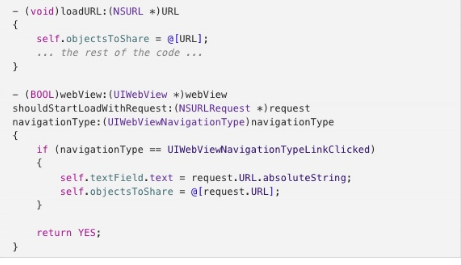 - (void)loadURL:(NSURL *)URL
{
    self.objectsToShare = @[URL];
    ... the rest of the code ...
}

- (BOOL)webView:(UIWebView *)webView
shouldStartLoadWithRequest:(NSURLRequest *)request
navigationType:(UIWebViewNavigationType)navigationType
{
    if (navigationType == UIWebViewNavigationTypeLinkClicked)
    {
        self.textField.text = request.URL.absoluteString;
        self.objectsToShare = @[request.URL];
    }

    return YES;
}